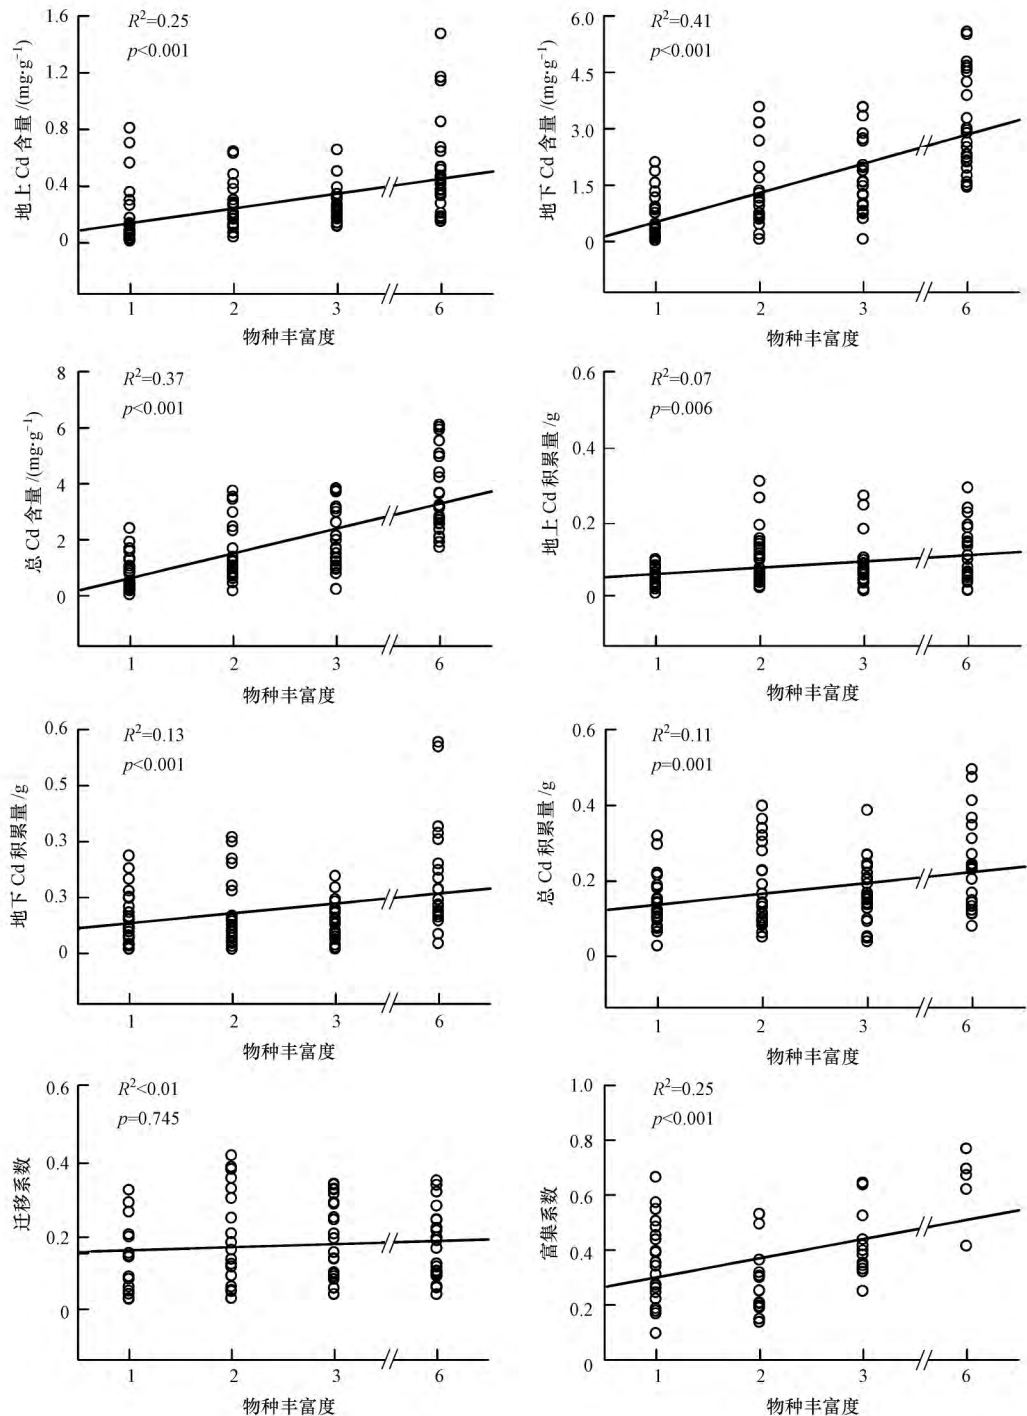 1.6
1.2
0.8
0.4
0
地上 Cd 含量 /(mg·g⁻¹)
R²=0.25
p<0.001
1 2 3 6
物种丰富度
6.0
4.5
3.0
1.5
0
地下 Cd 含量 /(mg·g⁻¹)
R²=0.41
p<0.001
1 2 3 6
物种丰富度
8
6
4
2
0
总 Cd 含量 /(mg·g⁻¹)
R²=0.37
p<0.001
1 2 3 6
物种丰富度
0.6
0.4
0.2
0
地上 Cd 积累量 /g
R²=0.07
p=0.006
1 2 3 6
物种丰富度
0.6
0.5
0.3
0.3
0
地下 Cd 积累量 /g
R²=0.13
p<0.001
1 2 3 6
物种丰富度
0.6
0.4
0.2
0
总 Cd 积累量 /g
R²=0.11
p=0.001
1 2 3 6
物种丰富度
0.6
0.4
0.2
0
迁移系数
R²<0.01
p=0.745
1 2 3 6
物种丰富度
1.0
0.8
0.6
0.4
0.2
0
富集系数
R²=0.25
p<0.001
1 2 3 6
物种丰富度